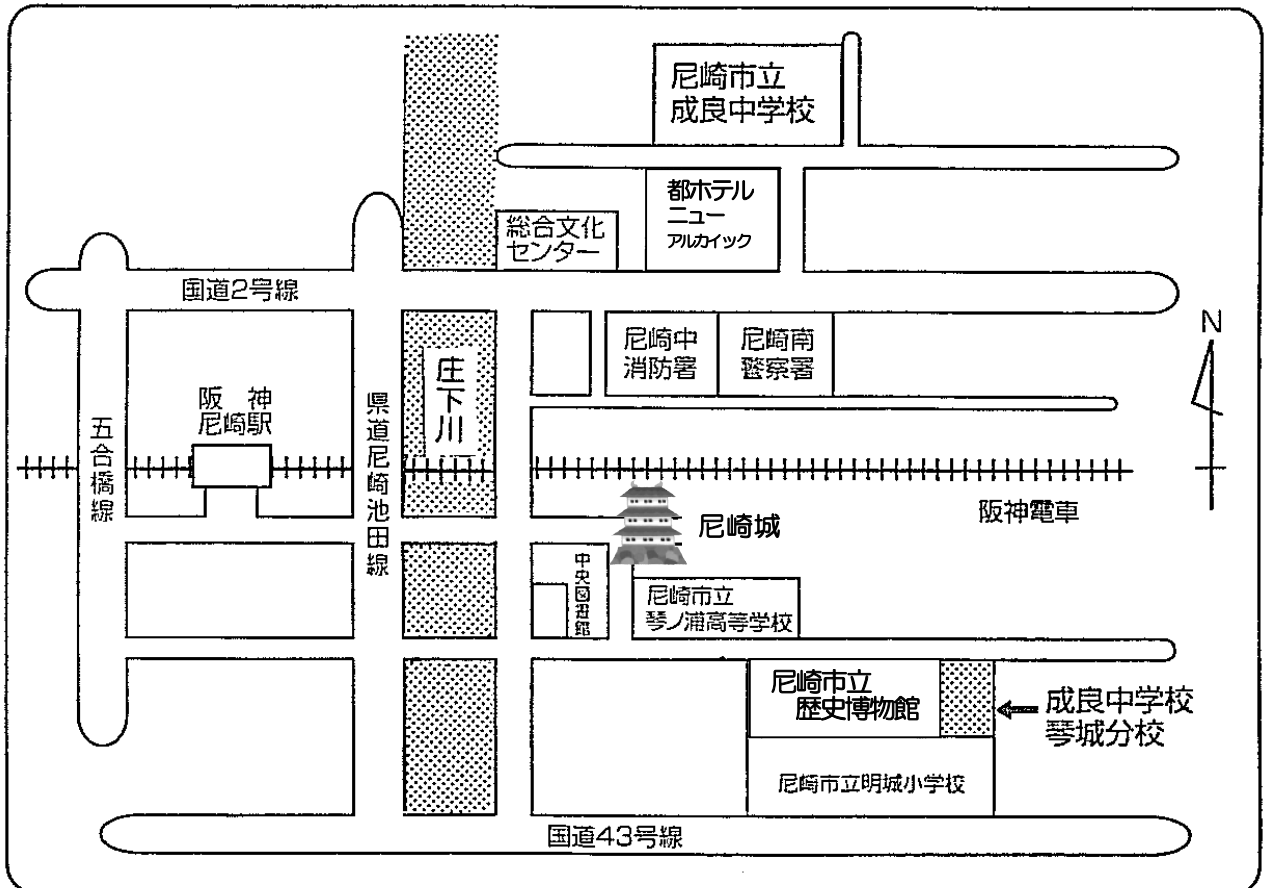 尼崎市立
成良中学校
都ホテル
ニュー
アルカイック
総合文化
センター
国道2号線
N
尼崎中
消防署
尼崎南
警察署
庄下川
阪神
尼崎駅
五合橋線
県道尼崎池田線
阪神電車
尼崎城
中央図書館
尼崎市立
琴ノ浦高等学校
尼崎市立
歴史博物館
成良中学校
琴城分校
尼崎市立明城小学校
国道43号線